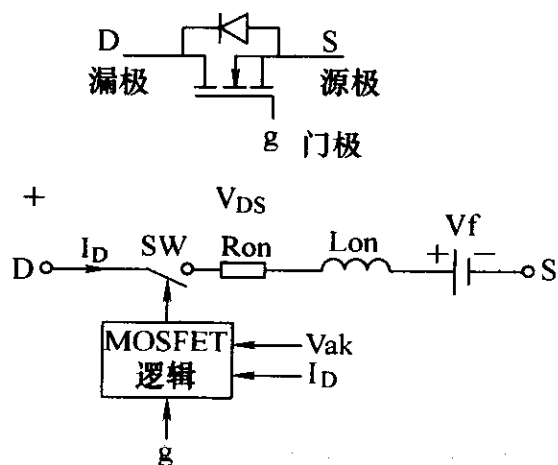 D S
漏极 源极
g 门极
+ V_DS
Vf
I_D SW Ron Lon + −
D S
MOSFET
逻辑
Vak
I_D
g